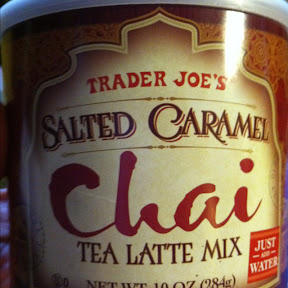 TRADER JOE'S
SALTED CARAMEL
Chai
TEA LATTE MIX
JUST
ADD
WATER
NET WT. 10 OZ (284g)